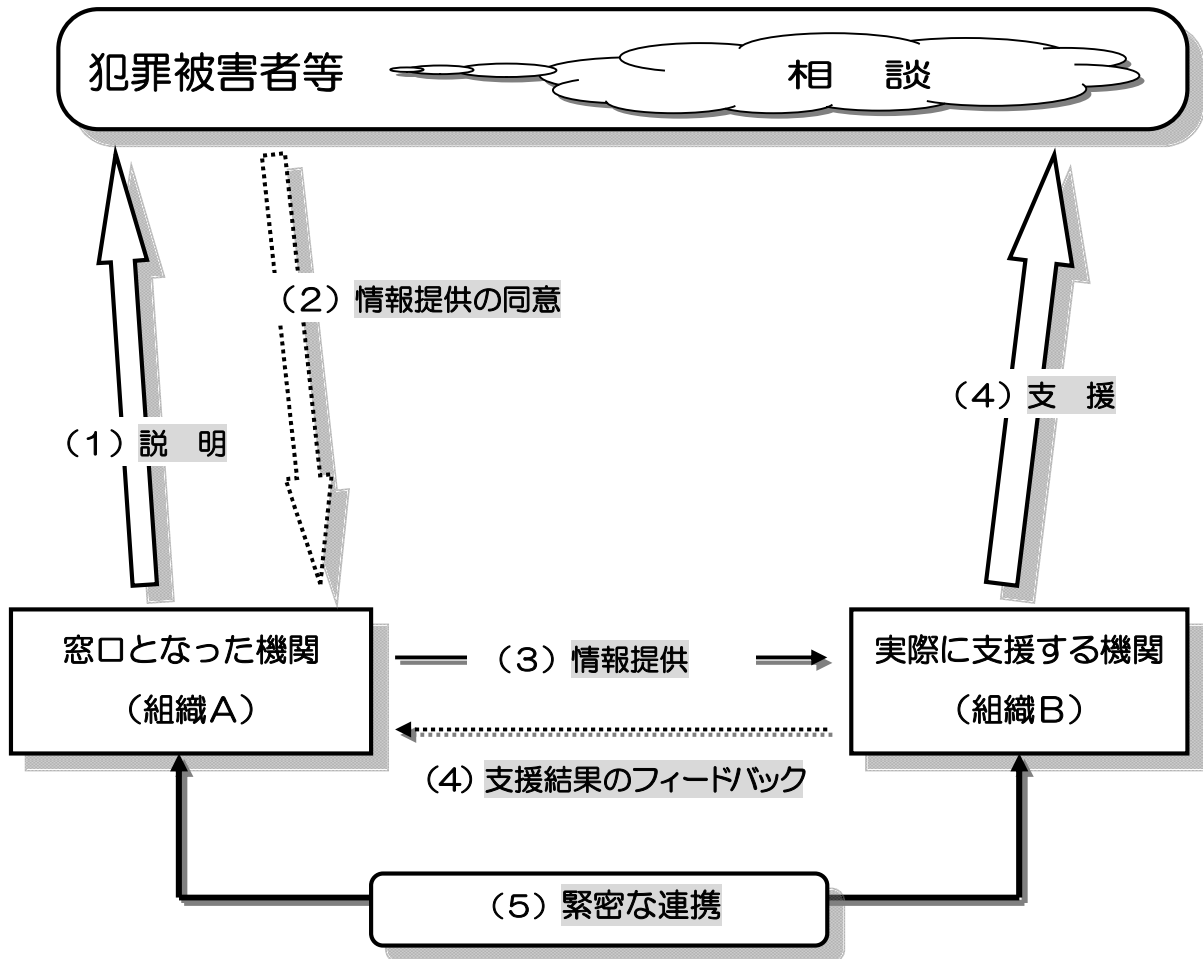 犯罪被害者等
相　談
（2）情報提供の同意
（4）支　援
（1）説　明
窓口となった機関
（組織A）
（3）情報提供
実際に支援する機関
（組織B）
（4）支援結果のフィードバック
（5）緊密な連携